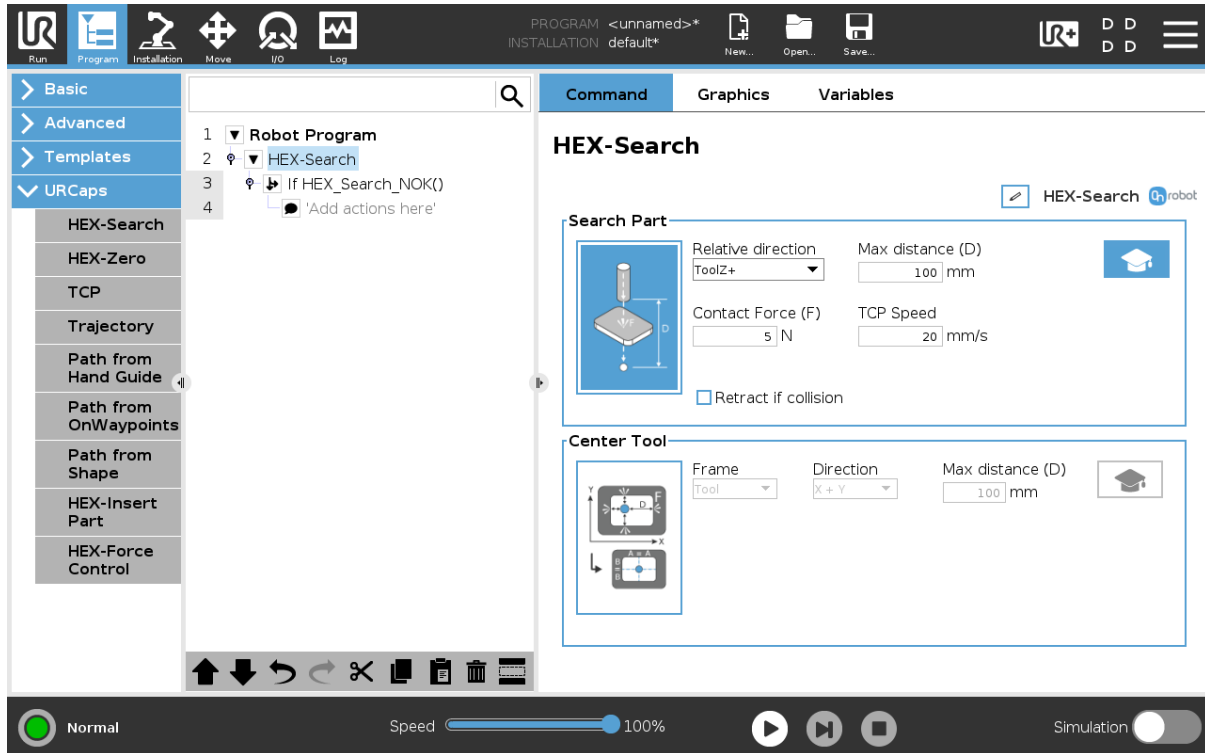 UR
Run
Program
Installation
Move
I/O
Log
PROGRAM <unnamed>*
INSTALLATION default*
New...
Open...
Save...
UR+
D D
D D
Basic
Advanced
Templates
URCaps
HEX-Search
HEX-Zero
TCP
Trajectory
Path from
Hand Guide
Path from
OnWaypoints
Path from
Shape
HEX-Insert
Part
HEX-Force
Control
1 Robot Program
2 HEX-Search
3 If HEX_Search_NOK()
4 'Add actions here'
Command Graphics Variables
HEX-Search
HEX-Search On robot
Search Part
F
D
Relative direction
ToolZ+
Max distance (D)
100 mm
Contact Force (F)
5 N
TCP Speed
20 mm/s
Retract if collision
Center Tool
Y
F
D
X
A = A
B = B
Frame
Tool
Direction
X + Y
Max distance (D)
100 mm
Normal
Speed 100%
Simulation